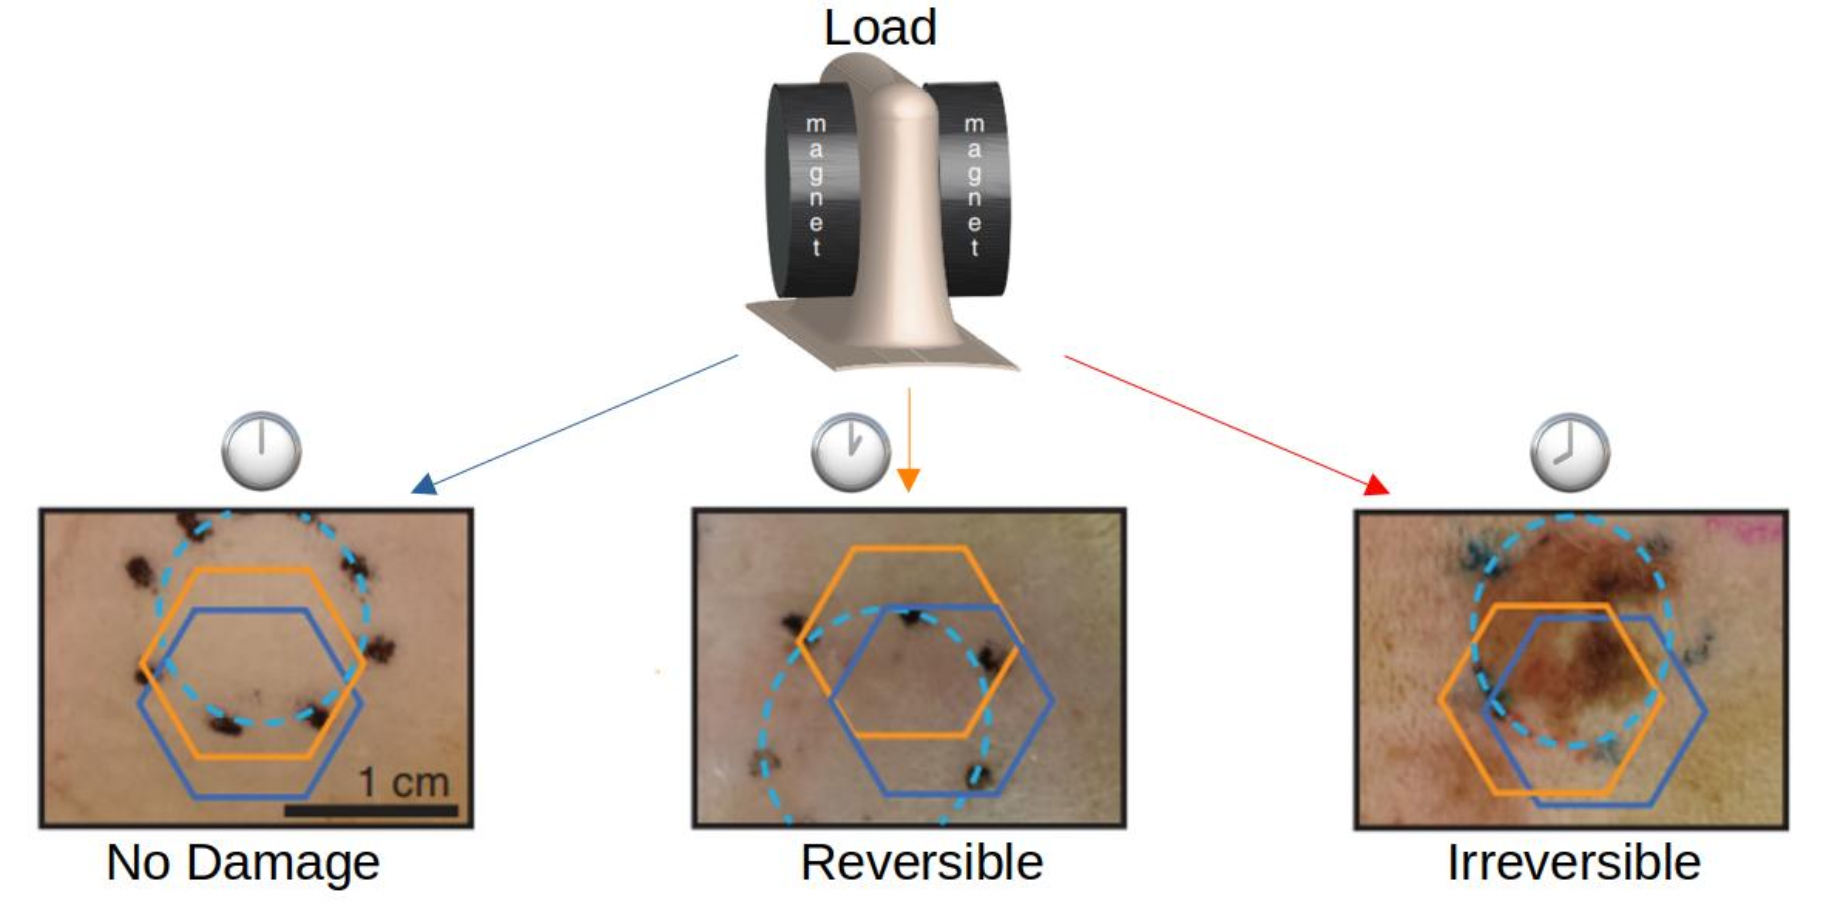 Load
magnet
magnet
1 cm
No Damage
Reversible
Irreversible